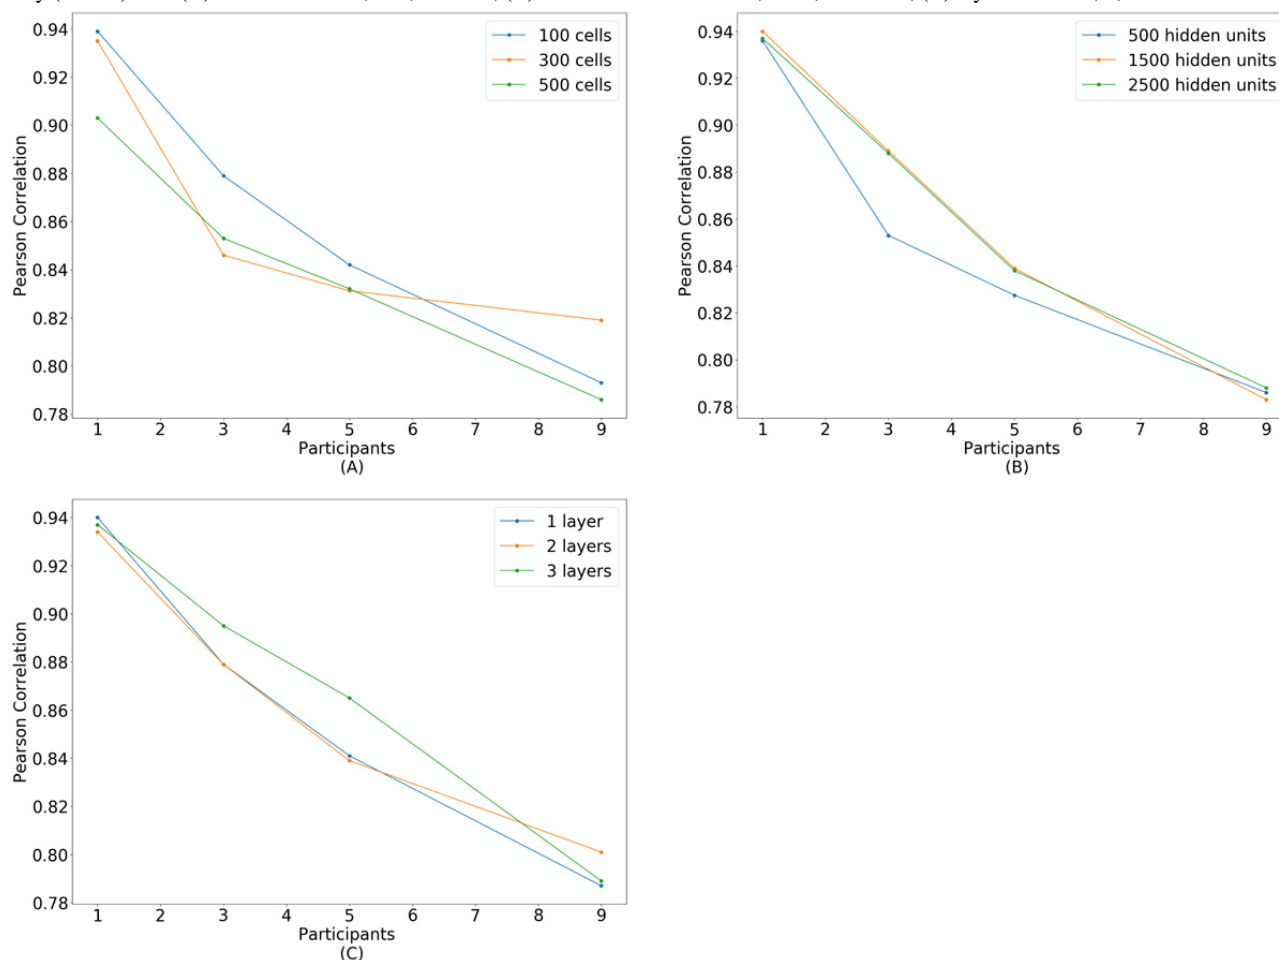 0.94
0.92
0.90
0.88
0.86
0.84
0.82
0.80
0.78
Pearson Correlation
100 cells
300 cells
500 cells
1 2 3 4 5 6 7 8 9
Participants
(A)
0.94
0.92
0.90
0.88
0.86
0.84
0.82
0.80
0.78
Pearson Correlation
500 hidden units
1500 hidden units
2500 hidden units
1 2 3 4 5 6 7 8 9
Participants
(B)
0.94
0.92
0.90
0.88
0.86
0.84
0.82
0.80
0.78
Pearson Correlation
1 layer
2 layers
3 layers
1 2 3 4 5 6 7 8 9
Participants
(C)